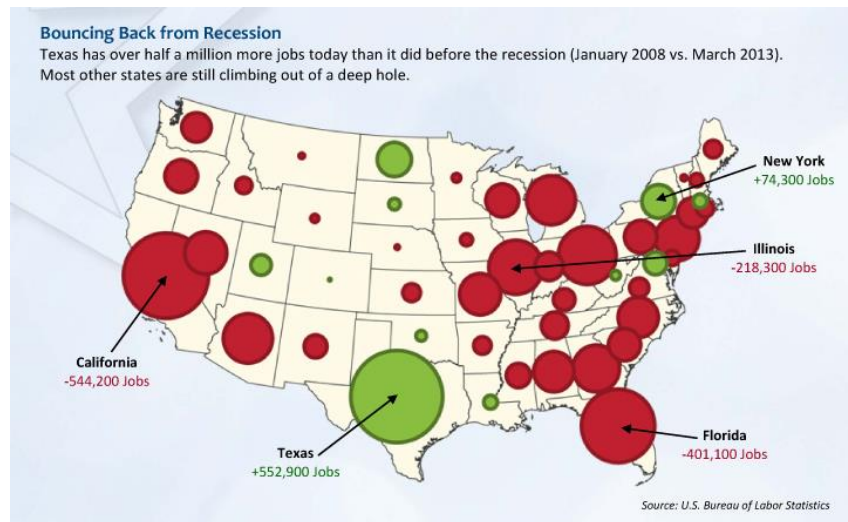 Bouncing Back from Recession
Texas has over half a million more jobs today than it did before the recession (January 2008 vs. March 2013).
Most other states are still climbing out of a deep hole.
New York
+74,300 Jobs
Illinois
-218,300 Jobs
California
-544,200 Jobs
Texas
+552,900 Jobs
Florida
-401,100 Jobs
Source: U.S. Bureau of Labor Statistics